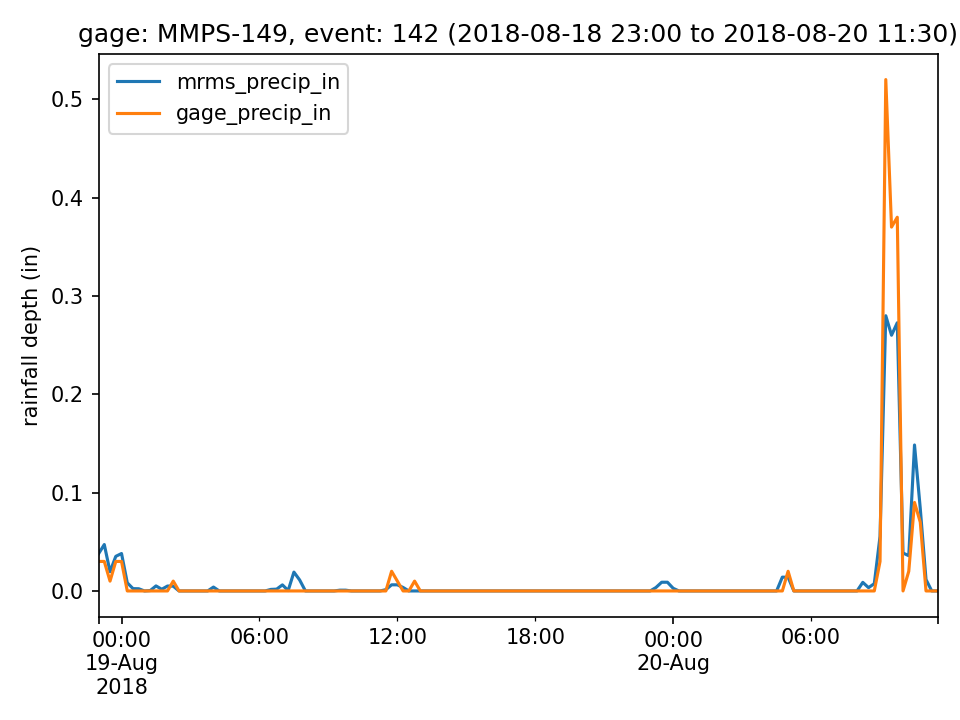 gage: MMPS-149, event: 142 (2018-08-18 23:00 to 2018-08-20 11:30)
mrms_precip_in
gage_precip_in
rainfall depth (in)
0.5
0.4
0.3
0.2
0.1
0.0
00:00 06:00 12:00 18:00 00:00 06:00
19-Aug 20-Aug
2018